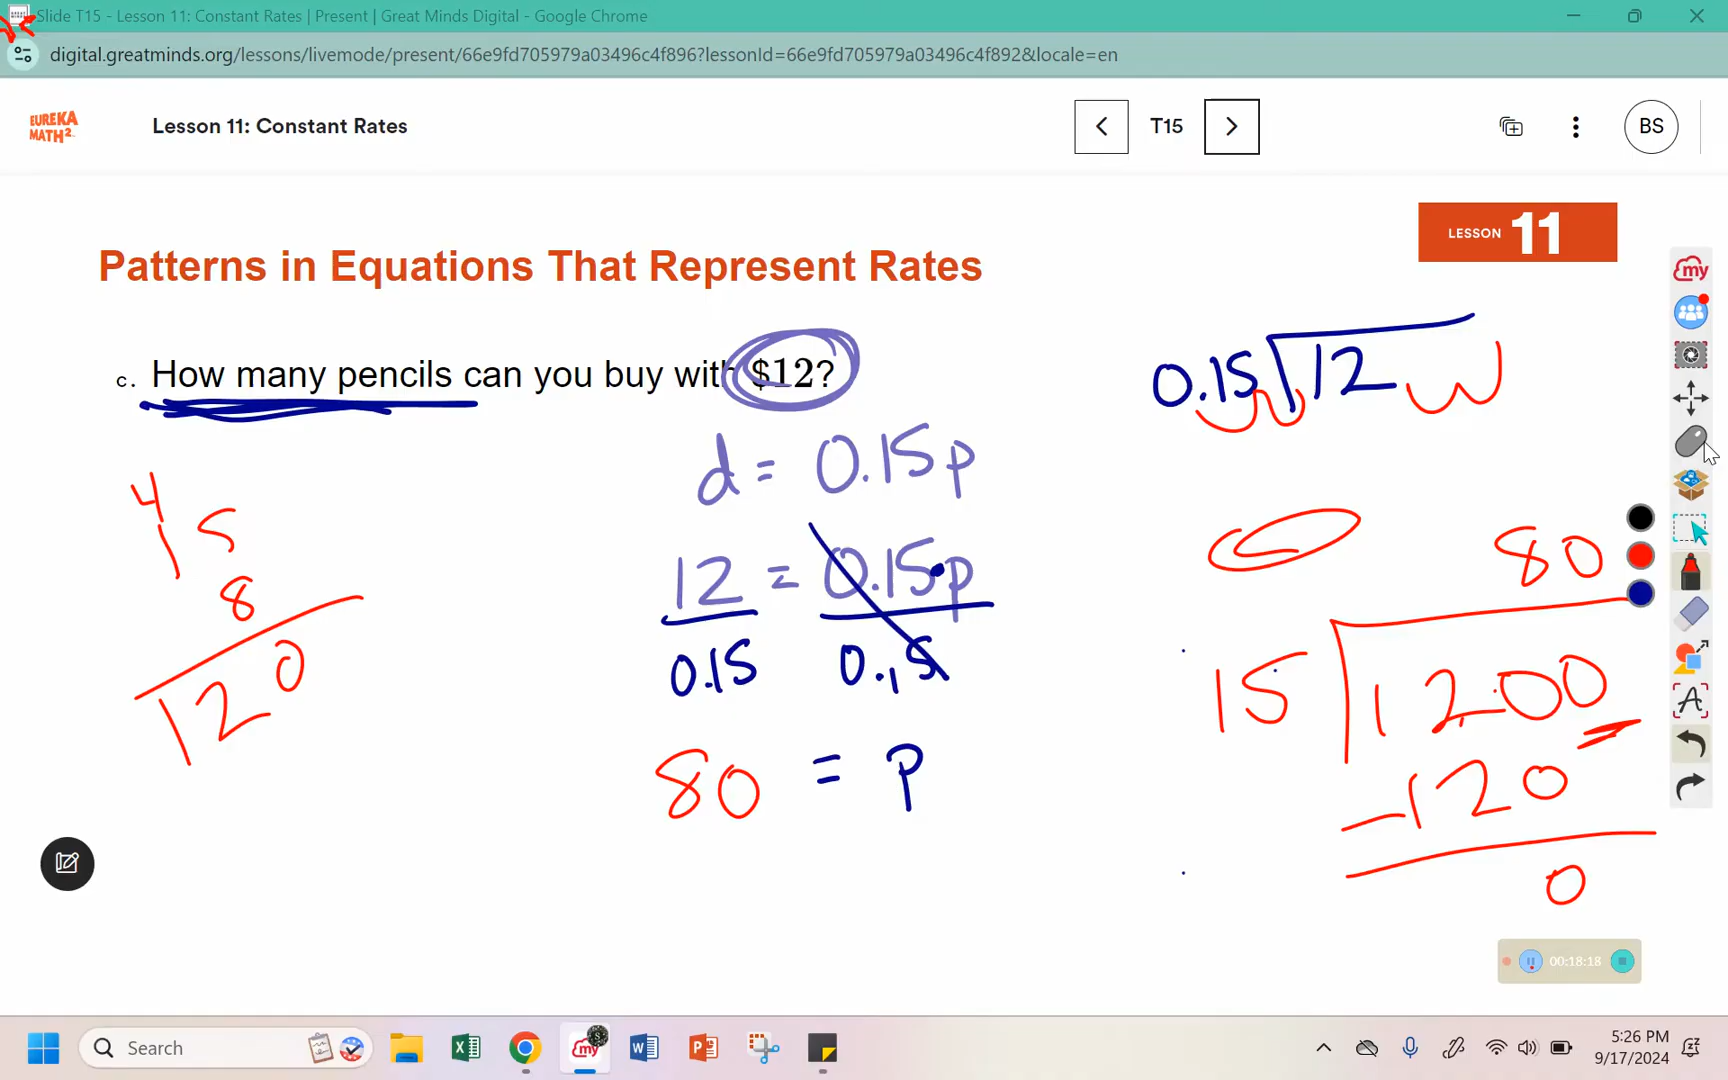 Slide T15 - Lesson 11: Constant Rates | Present | Great Minds Digital - Google Chrome
digital.greatminds.org/lessons/livemode/present/66e9fd705979a03496c4f896?lessonId=66e9fd705979a03496c4f892&locale=en
EUREKA
MATH²
Lesson 11: Constant Rates
T15
BS
LESSON 11
Patterns in Equations That Represent Rates
my
c. How many pencils can you buy with $12?
0.15 12
d = 0.15p
4
15
8
120
12 = 0.15•p
0.15 0.15
80 = p
80
15 1200
-120
0
A
00:18:18
Search
my
5:26 PM
9/17/2024